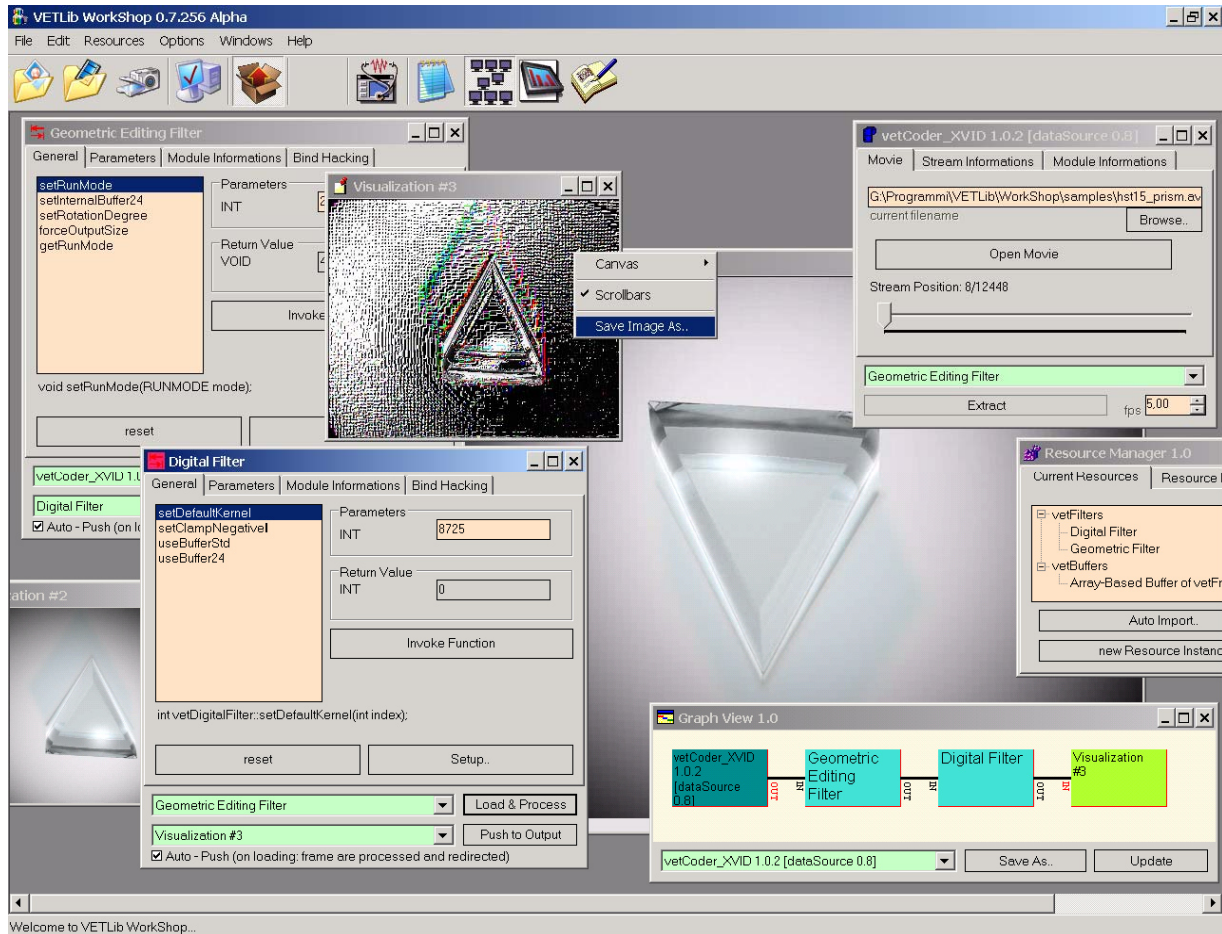 VETLib WorkShop 0.7.256 Alpha
File Edit Resources Options Windows Help
Geometric Editing Filter
General Parameters Module Informations Bind Hacking
setRunMode
setInternalBuffer24
setRotationDegree
forceOutputSize
getRunMode
Parameters
INT
Return Value
VOID
Invoke
void setRunMode(RUNMODE mode);
reset
vetCoder_XVID
Digital Filter
Auto - Push (on
Visualization #3
Canvas
Scrollbars
Save Image As..
vetCoder_XVID 1.0.2 [dataSource 0.8]
Movie Stream Informations Module Informations
G:\Programmi\VETLib\WorkShop\samples\hst15_prism.av
current filename
Browse..
Open Movie
Stream Position: 8/12448
Geometric Editing Filter
Extract
fps 5,00
Resource Manager 1.0
Current Resources Resource
vetFilters
Digital Filter
Geometric Filter
vetBuffers
Array-Based Buffer of vetFr
Auto Import..
new Resource Instanc
ation #2
Digital Filter
General Parameters Module Informations Bind Hacking
setDefaultKernel
setClampNegativeI
useBufferStd
useBuffer24
Parameters
INT 8725
Return Value
INT 0
Invoke Function
int vetDigitalFilter::setDefaultKernel(int index);
reset Setup..
Geometric Editing Filter Load & Process
Visualization #3 Push to Output
Auto - Push (on loading: frame are processed and redirected)
Graph View 1.0
vetCoder_XVID
1.0.2
[dataSource
0.8]
OUT
IN
Geometric
Editing
Filter
OUT
IN
Digital Filter
OUT
IN
Visualization
#3
vetCoder_XVID 1.0.2 [dataSource 0.8] Save As.. Update
Welcome to VETLib WorkShop...